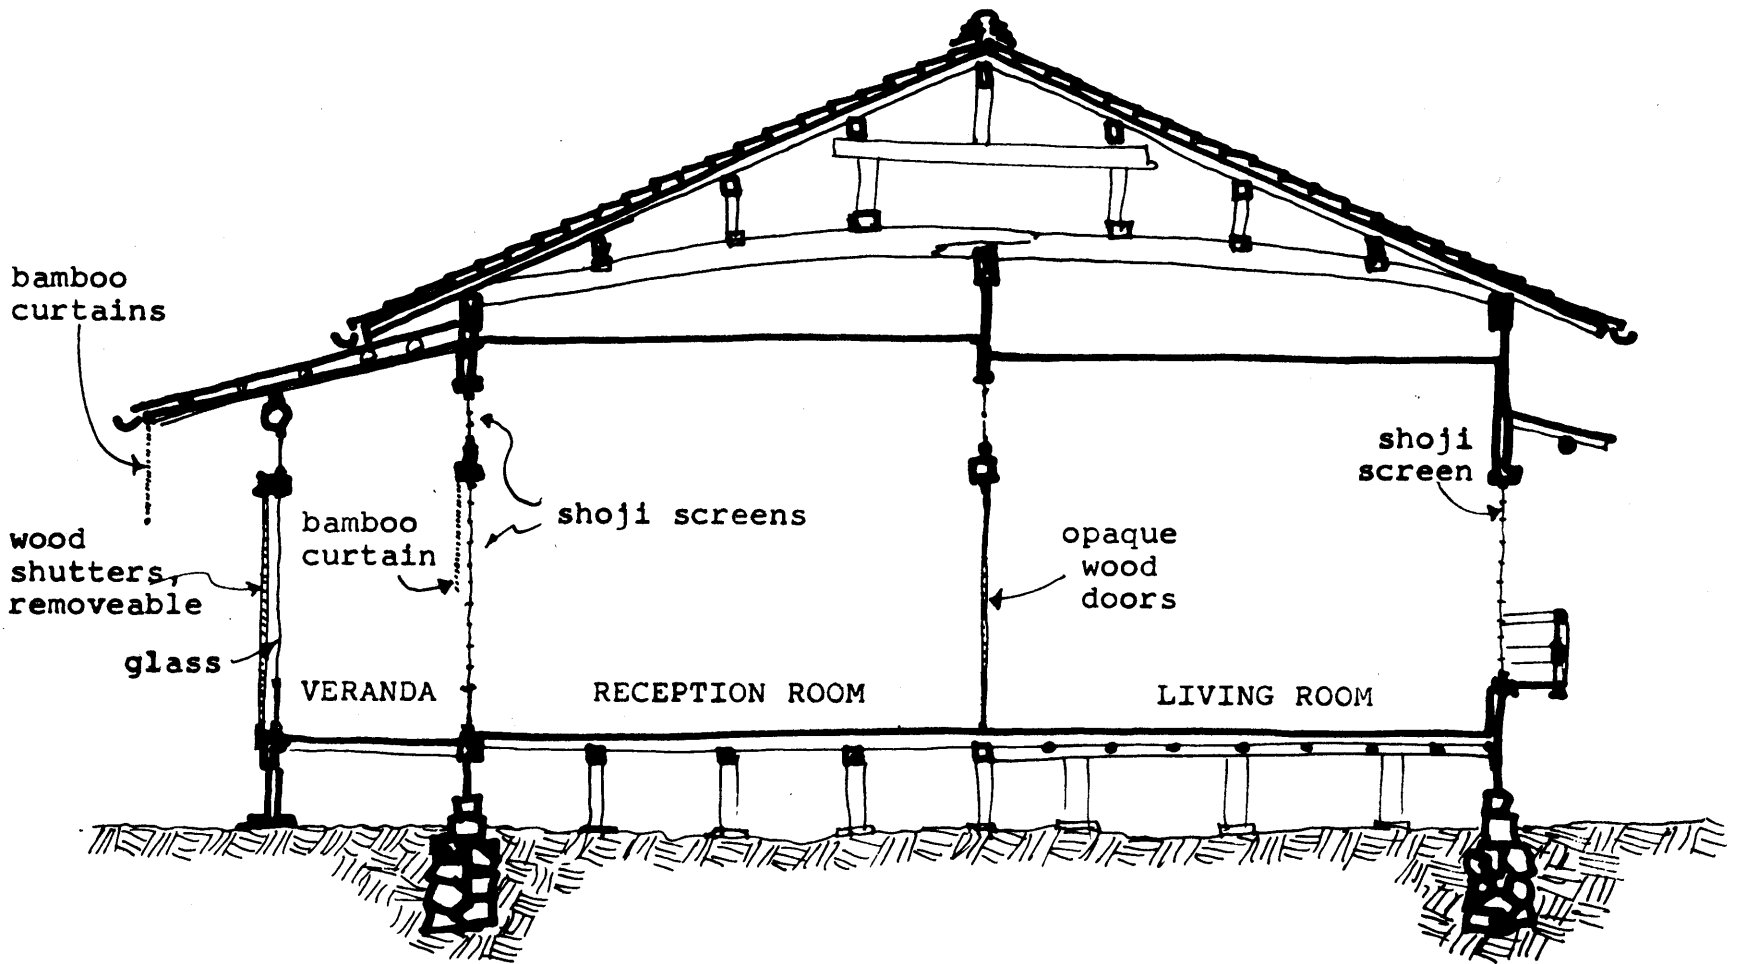 bamboo
curtains
wood
shutters,
removeable
glass
bamboo
curtain
shoji screens
shoji
screen
opaque
wood
doors
VERANDA
RECEPTION ROOM
LIVING ROOM